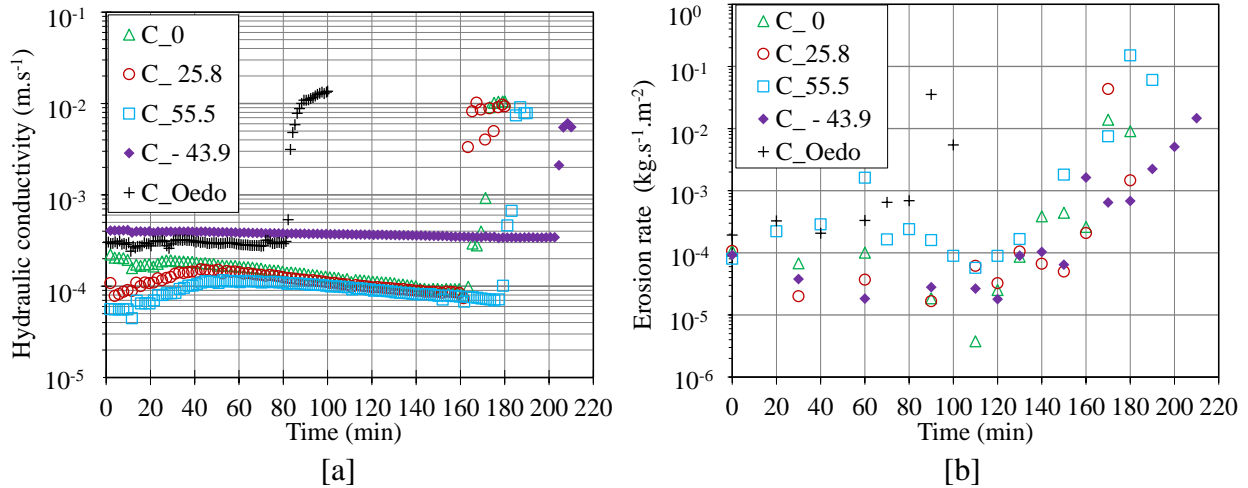 Hydraulic conductivity (m.s⁻¹)
10⁻¹
10⁻²
10⁻³
10⁻⁴
10⁻⁵
C_0
C_ 25.8
C_55.5
C_- 43.9
C_Oedo
0 20 40 60 80 100 120 140 160 180 200 220
Time (min)
[a]
Erosion rate (kg.s⁻¹.m⁻²)
10⁰
10⁻¹
10⁻²
10⁻³
10⁻⁴
10⁻⁵
10⁻⁶
C_ 0
C_25.8
C_55.5
C_ - 43.9
C_Oedo
0 20 40 60 80 100 120 140 160 180 200 220
Time (min)
[b]